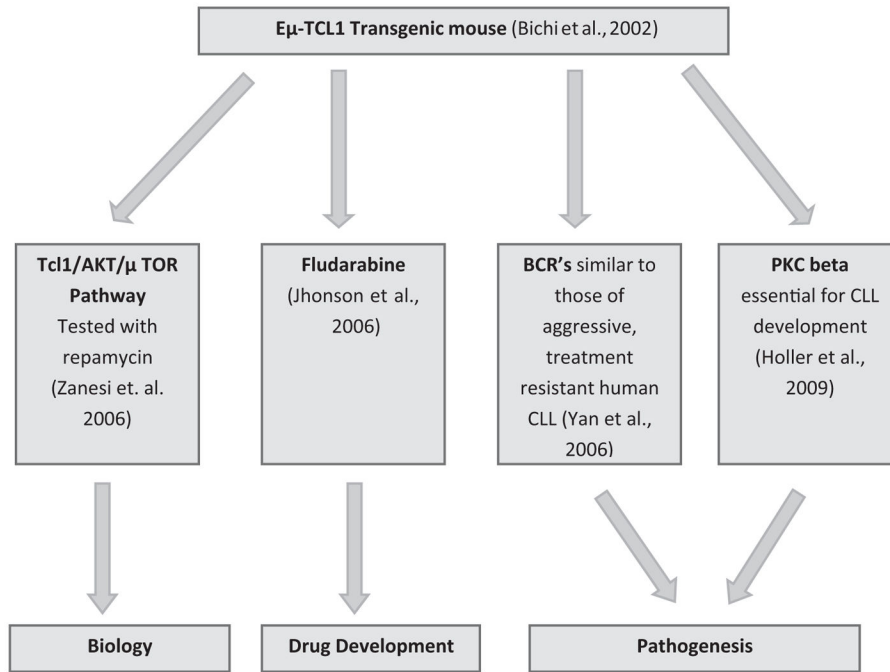 Eµ-TCL1 Transgenic mouse (Bichi et al., 2002)
Tcl1/AKT/µ TOR
Pathway
Tested with
repamycin
(Zanesi et. al.
2006)
Fludarabine
(Jhonson et al.,
2006)
BCR's similar to
those of
aggressive,
treatment
resistant human
CLL (Yan et al.,
2006)
PKC beta
essential for CLL
development
(Holler et al.,
2009)
Biology
Drug Development
Pathogenesis